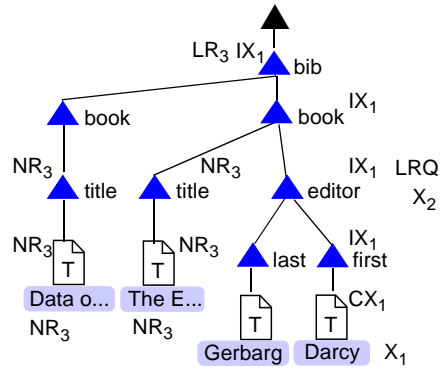 LR3 IX1
bib
book
book
IX1
NR3
NR3
IX1
LRQ
title
title
editor
X2
NR3
NR3
IX1
last
first
T
T
CX1
Data o...
The E...
T
T
NR3
NR3
Gerbarg
Darcy
X1